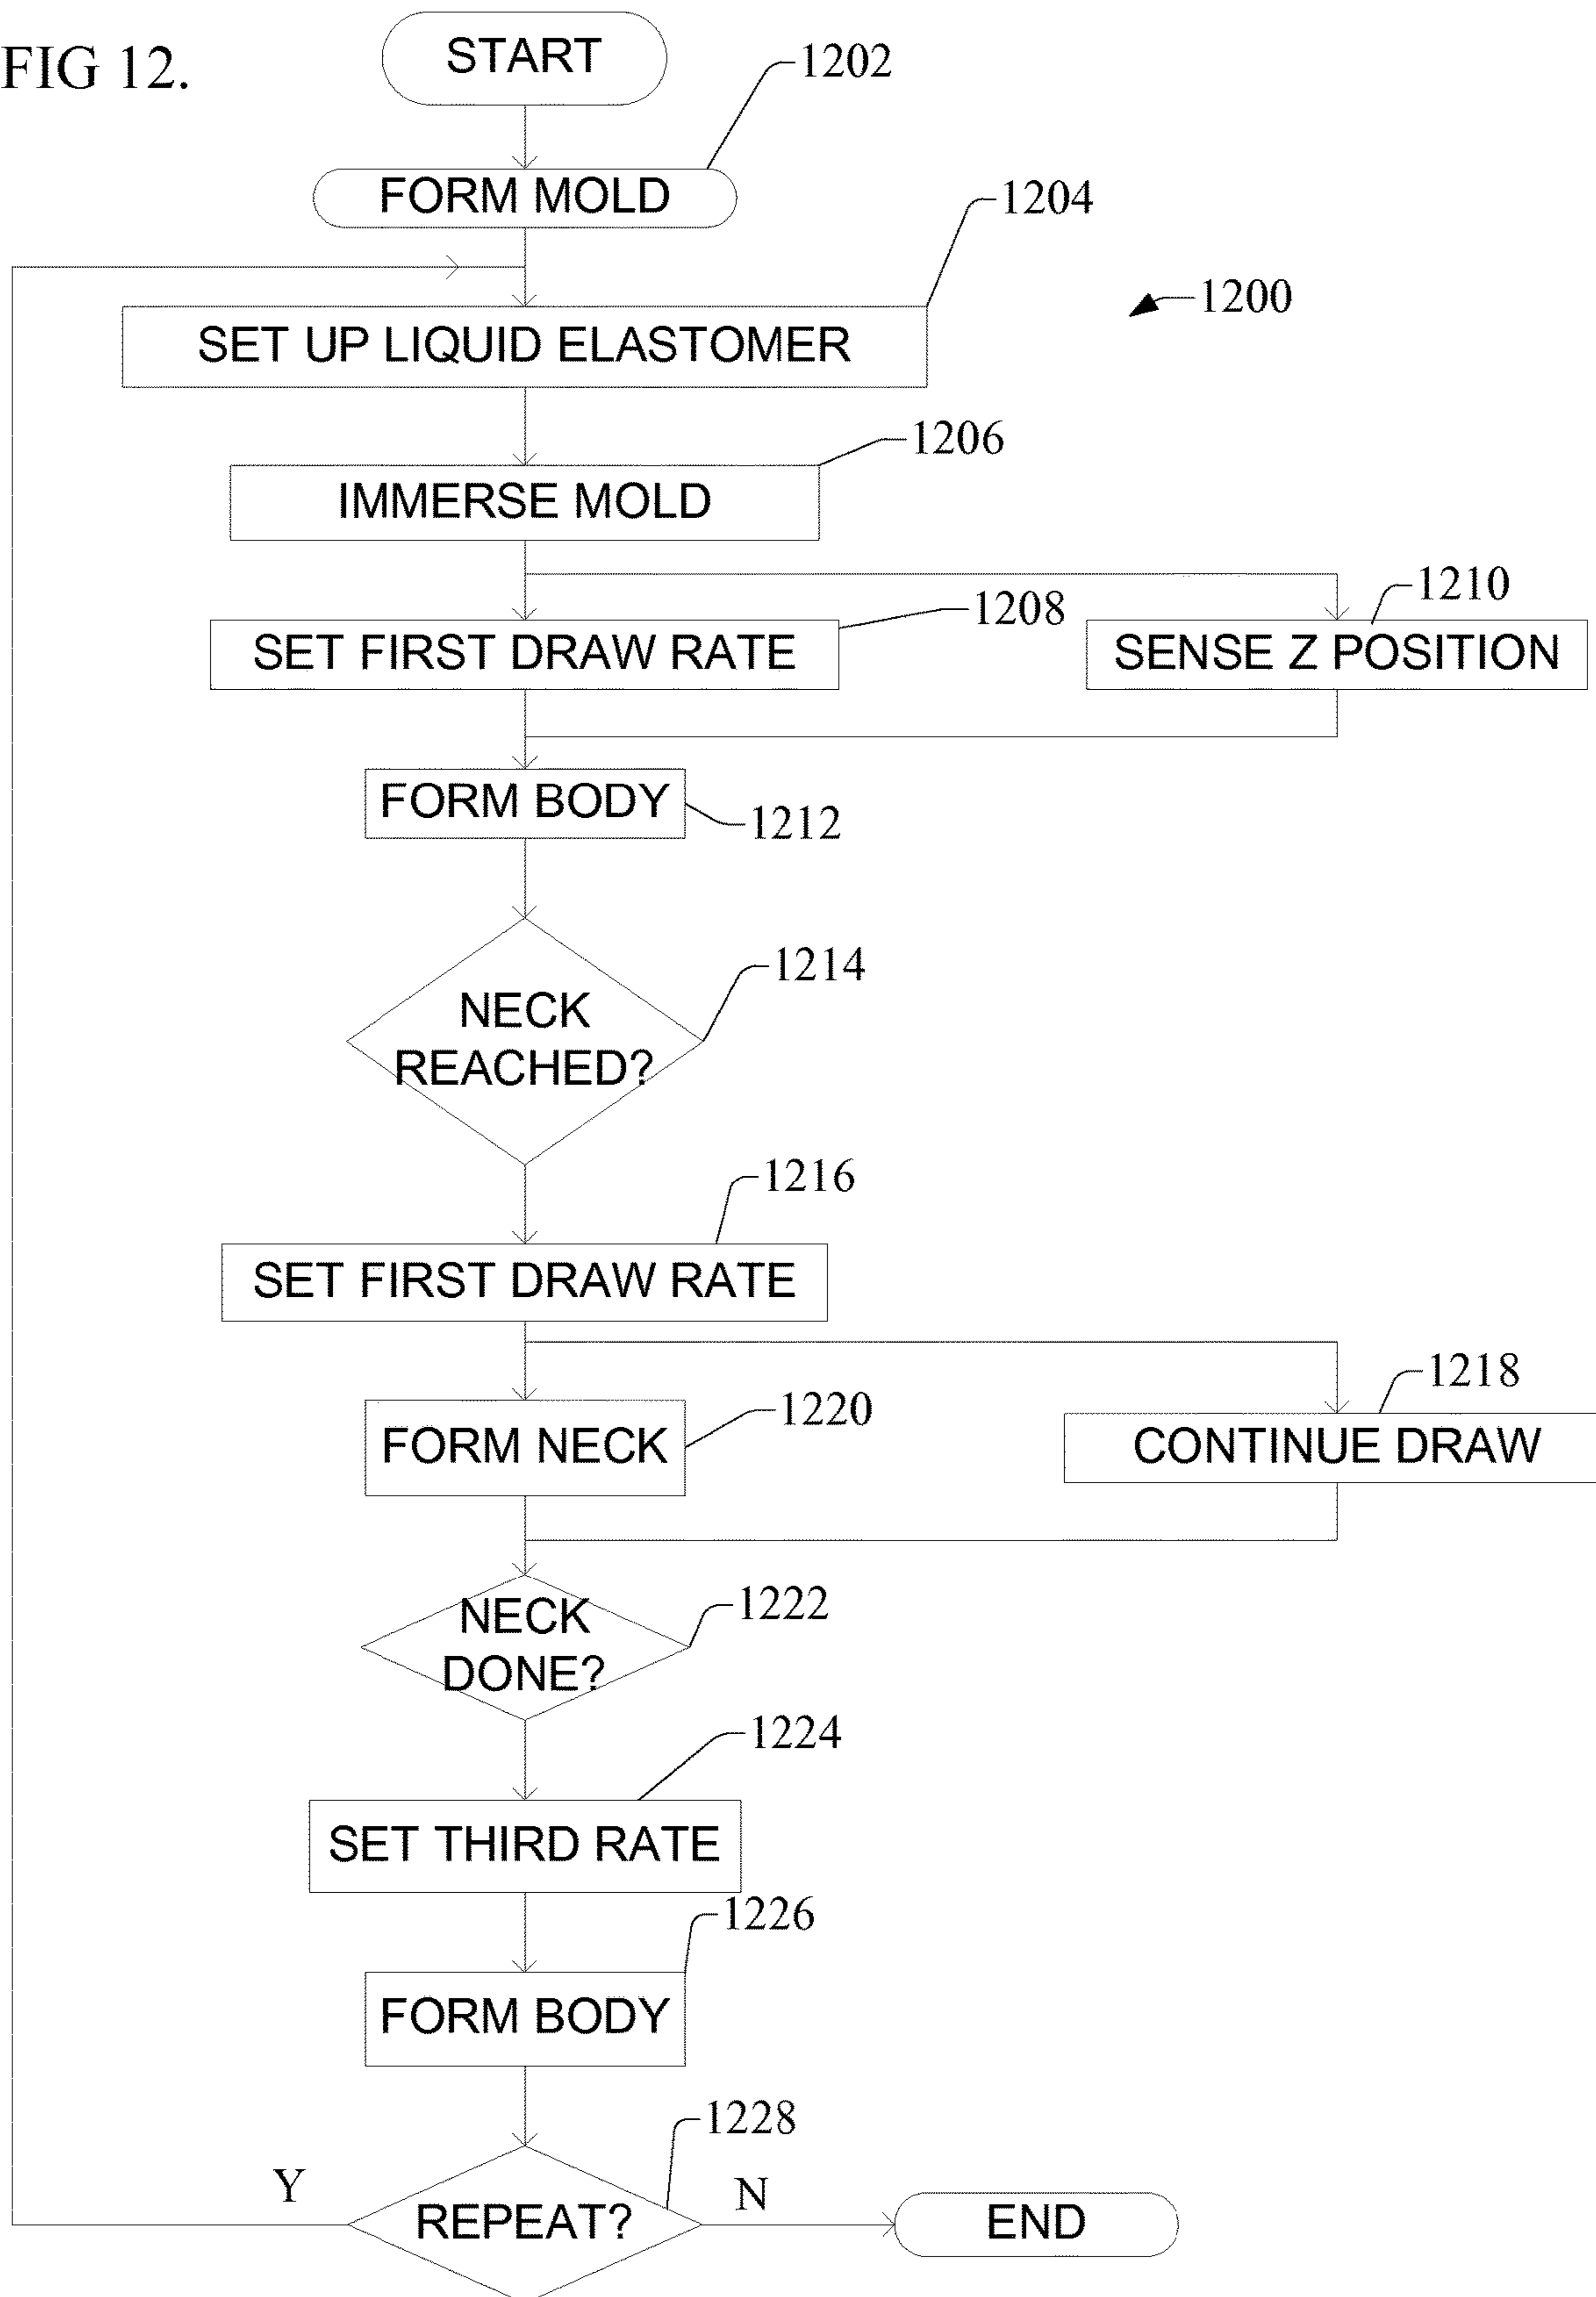 FIG 12.
START
1202
FORM MOLD
1204
1200
SET UP LIQUID ELASTOMER
1206
IMMERSE MOLD
1208
1210
SET FIRST DRAW RATE
SENSE Z POSITION
FORM BODY
1212
1214
NECK
REACHED?
1216
SET FIRST DRAW RATE
1218
1220
FORM NECK
CONTINUE DRAW
1222
NECK
DONE?
1224
SET THIRD RATE
1226
FORM BODY
1228
Y
N
REPEAT?
END